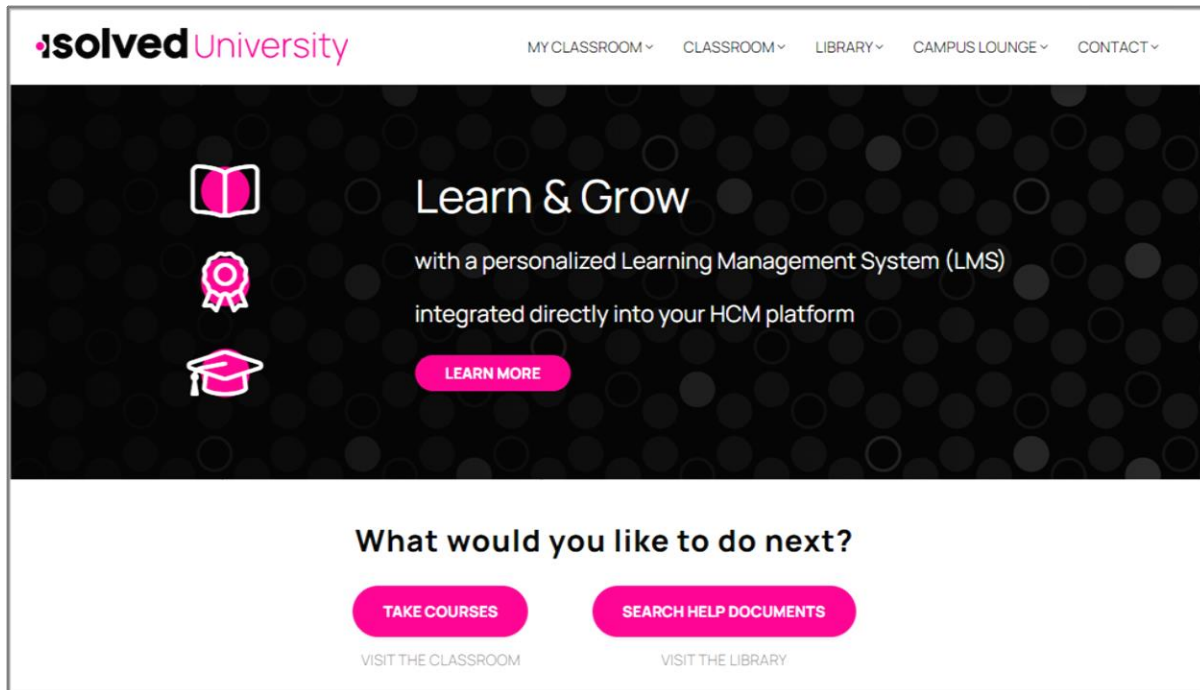 isolved University
MY CLASSROOM CLASSROOM LIBRARY CAMPUS LOUNGE CONTACT
Learn & Grow
with a personalized Learning Management System (LMS)
integrated directly into your HCM platform
LEARN MORE
What would you like to do next?
TAKE COURSES SEARCH HELP DOCUMENTS
VISIT THE CLASSROOM VISIT THE LIBRARY